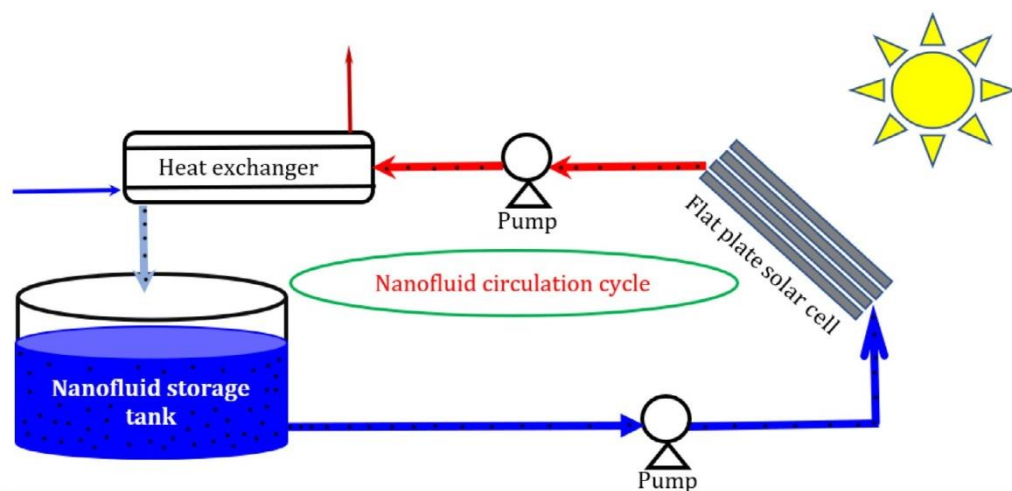 Heat exchanger
Pump
Flat plate solar cell
Nanofluid circulation cycle
Nanofluid storage
tank
Pump